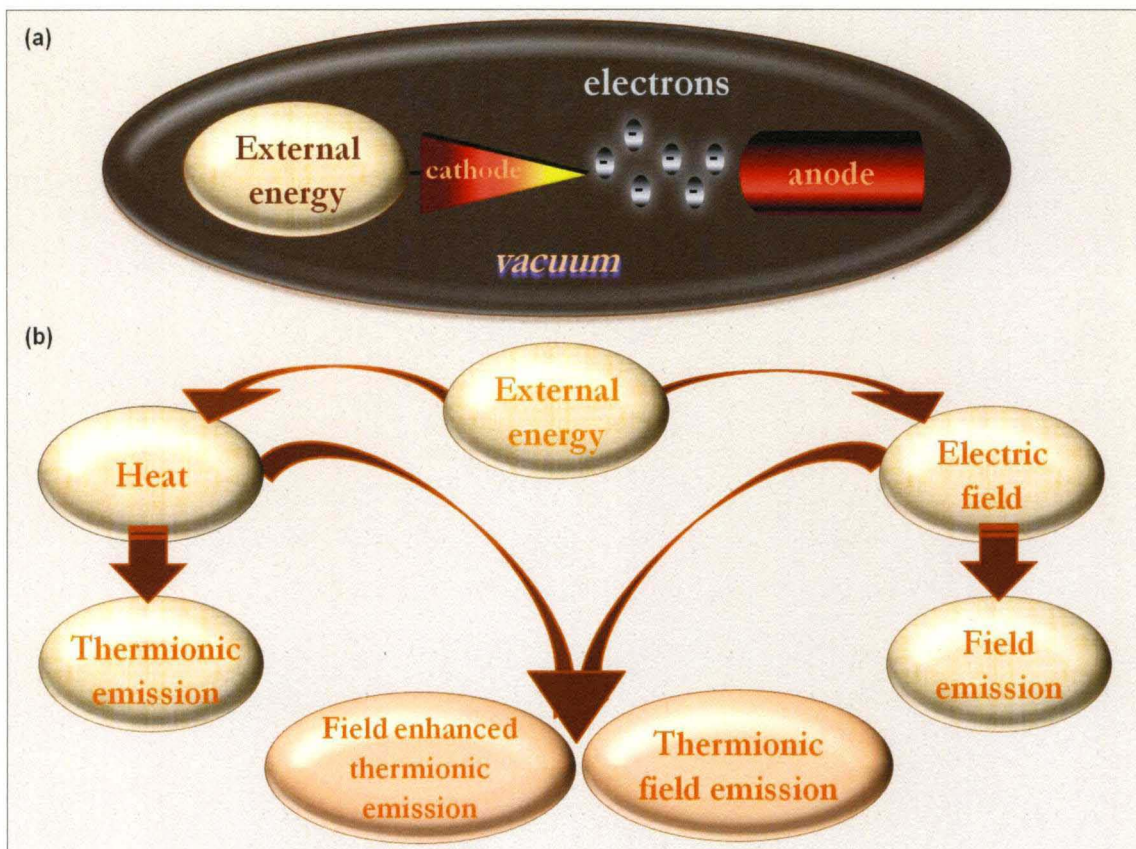 (a)
electrons
External
energy
cathode
anode
vacuum
(b)
External
energy
Heat
Electric
field
Thermionic
emission
Field
emission
Field enhanced
thermionic
emission
Thermionic
field emission